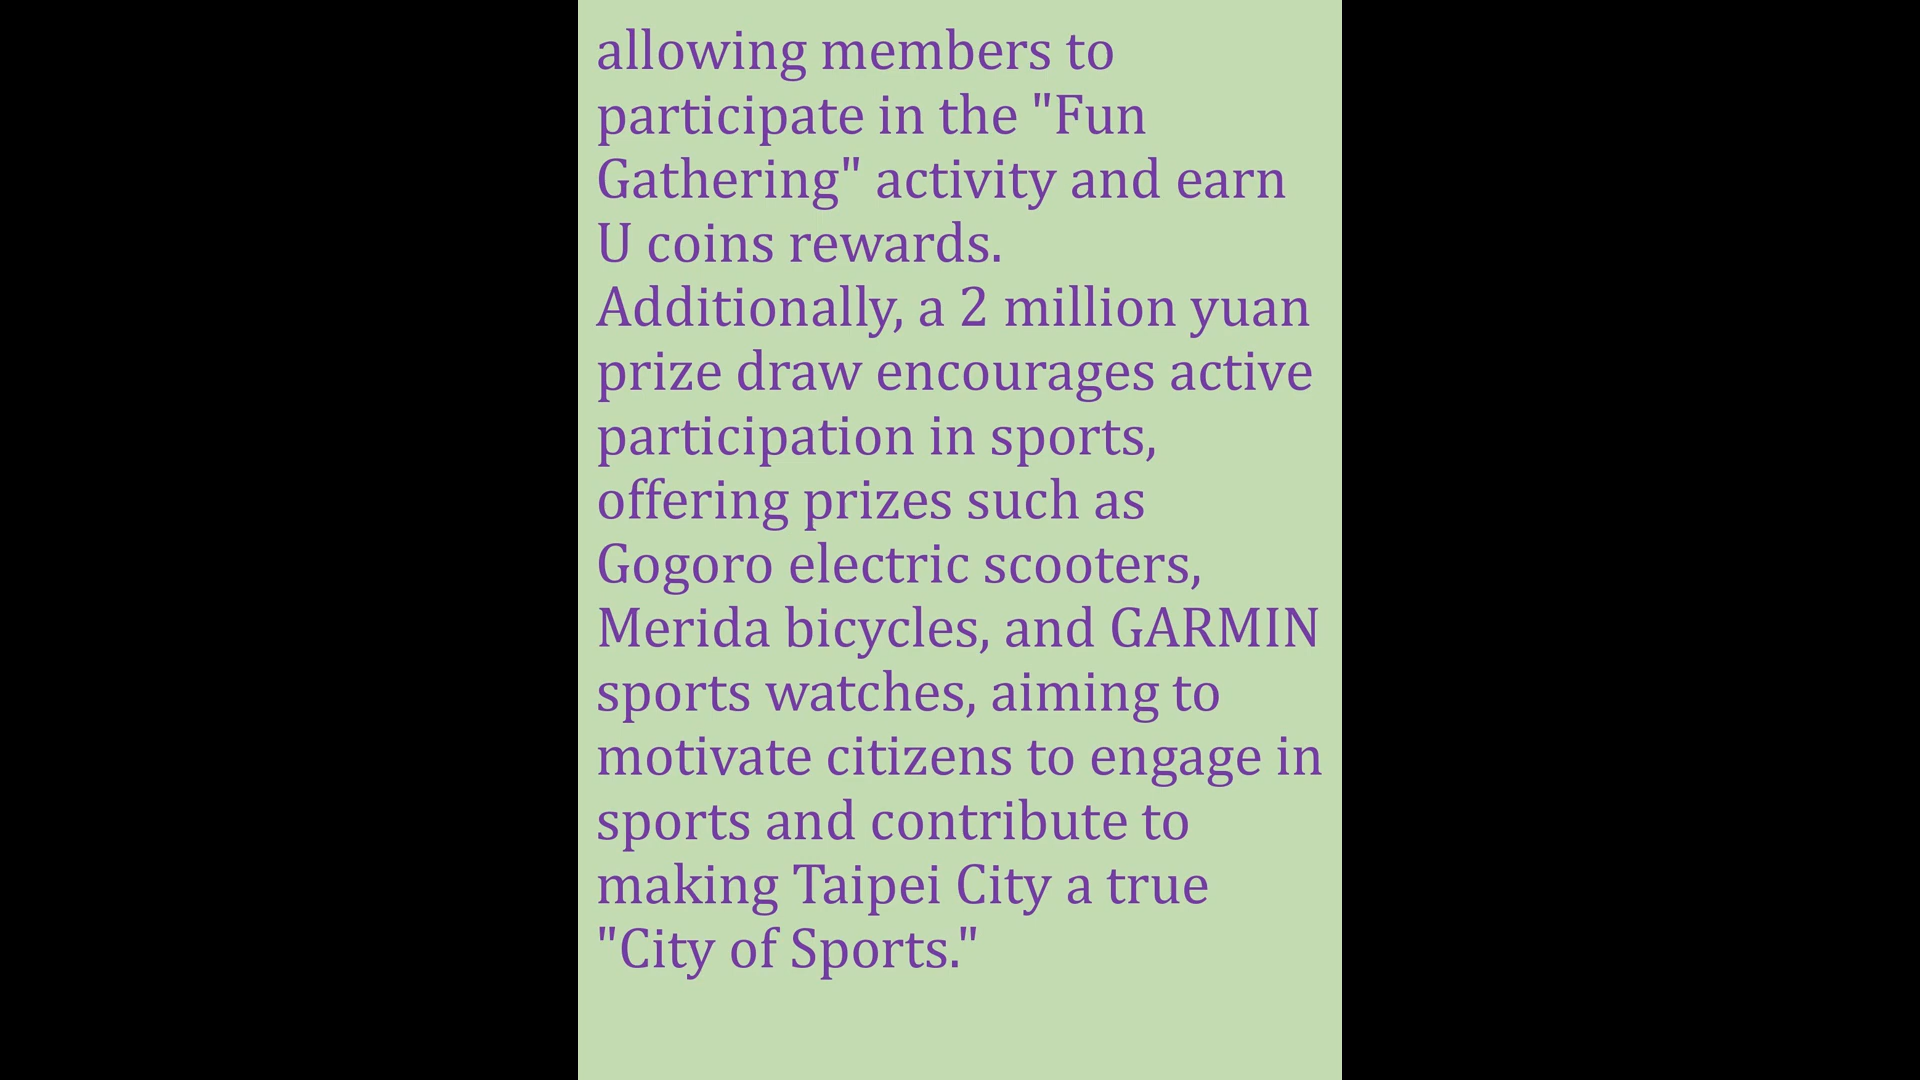 allowing members to
participate in the "Fun
Gathering" activity and earn
U coins rewards.
Additionally, a 2 million yuan
prize draw encourages active
participation in sports,
offering prizes such as
Gogoro electric scooters,
Merida bicycles, and GARMIN
sports watches, aiming to
motivate citizens to engage in
sports and contribute to
making Taipei City a true
"City of Sports."